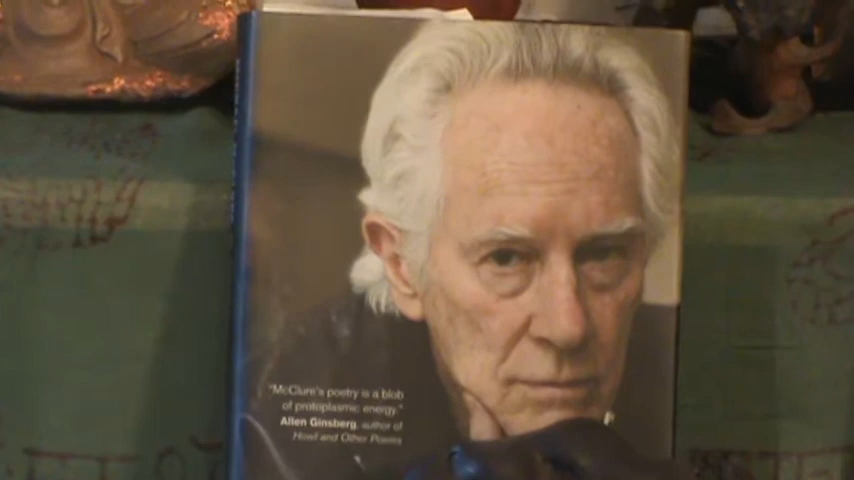 "McClure's poetry is a blob
of protoplasmic energy."
Allen Ginsberg, author of
Howl and Other Poems